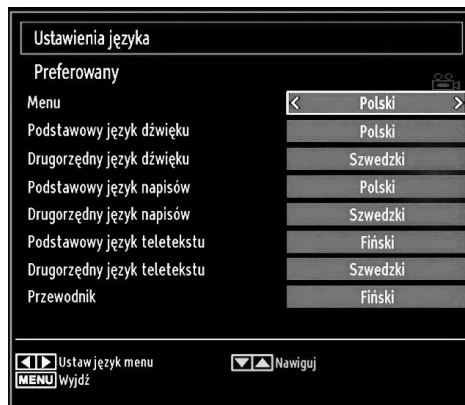 Ustawienia języka
Preferowany
Menu < Polski >
Podstawowy język dźwięku Polski
Drugorzędny język dźwięku Szwedzki
Podstawowy język napisów Polski
Drugorzędny język napisów Szwedzki
Podstawowy język teletekstu Fiński
Drugorzędny język teletekstu Szwedzki
Przewodnik Fiński
Ustaw język menu Nawiguj
MENU Wyjdź